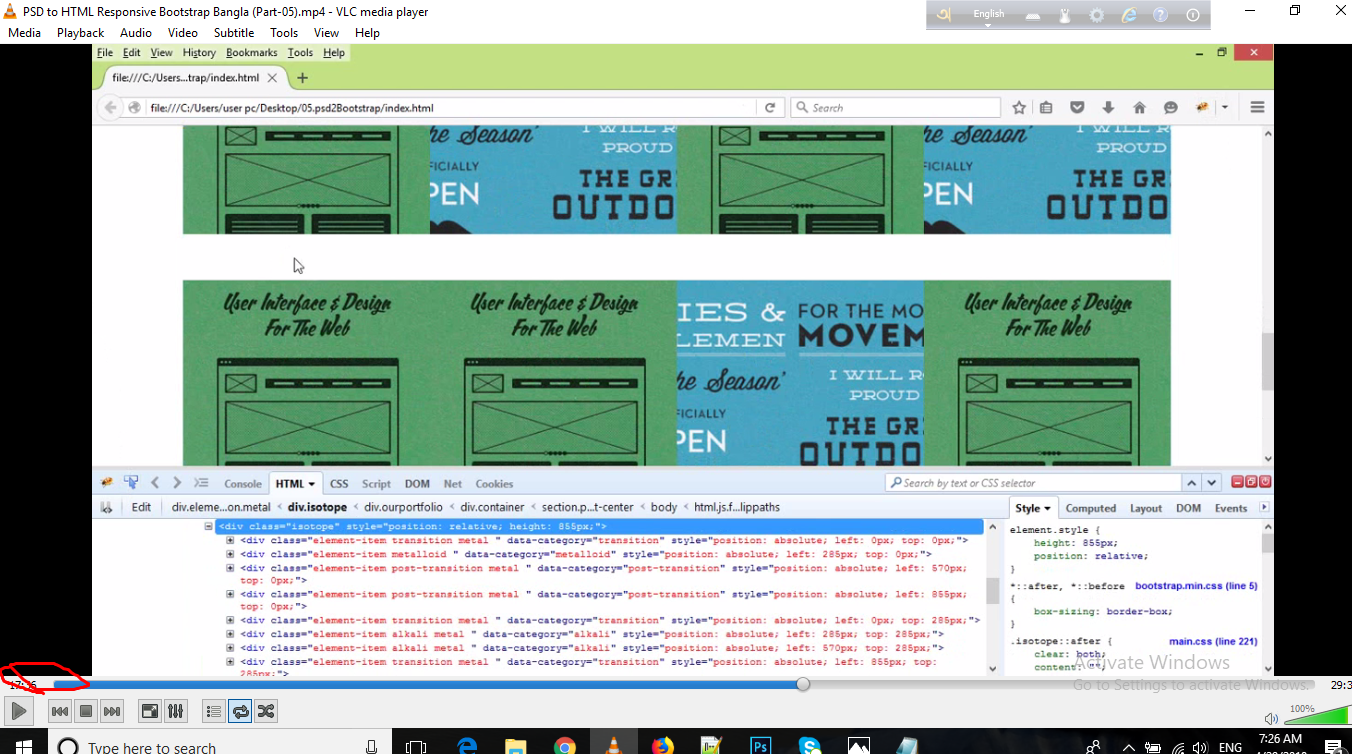 PSD to HTML Responsive Bootstrap Bangla (Part-05).mp4 - VLC media player
অ English
Media Playback Audio Video Subtitle Tools View Help
File Edit View History Bookmarks Tools Help
file:///C:/Users...trap/index.html
file:///C:/Users/user pc/Desktop/05.psd2Bootstrap/index.html
Search
he Season'
PROUD
he Season'
PROUD
FICIALLY
PEN
THE GR
OUTDO
FICIALLY
PEN
THE GR
OUTDO
User Interface & Design
For The Web
User Interface & Design
For The Web
IES &
LEMEN
FOR THE MO
MOVEM
User Interface & Design
For The Web
he Season'
I WILL R
PROUD
FICIALLY
PEN
THE GR
OUTDO
Console HTML CSS Script DOM Net Cookies
Search by text or CSS selector
Edit div.eleme...on.metal < div.isotope < div.ourportfolio < div.container < section.p...t-center < body < html.js.f...lippaths
Style Computed Layout DOM Events
<div class="isotope" style="position: relative; height: 855px;">
<div class="element-item transition metal " data-category="transition" style="position: absolute; left: 0px; top: 0px;">
<div class="element-item metalloid " data-category="metalloid" style="position: absolute; left: 285px; top: 0px;">
<div class="element-item post-transition metal " data-category="post-transition" style="position: absolute; left: 570px;
top: 0px;">
<div class="element-item post-transition metal " data-category="post-transition" style="position: absolute; left: 855px;
top: 0px;">
<div class="element-item transition metal " data-category="transition" style="position: absolute; left: 0px; top: 285px;">
<div class="element-item alkali metal " data-category="alkali" style="position: absolute; left: 285px; top: 285px;">
<div class="element-item alkali metal " data-category="alkali" style="position: absolute; left: 570px; top: 285px;">
<div class="element-item transition metal " data-category="transition" style="position: absolute; left: 855px; top:
285px;">
element.style {
height: 855px;
position: relative;
}
*::after, *::before bootstrap.min.css (line 5)
{
box-sizing: border-box;
}
.isotope::after { main.css (line 221)
clear: both;
content: "";
Activate Windows
Go to Settings to activate Windows.
29:3
100%
Type here to search
Ps
ENG
7:26 AM